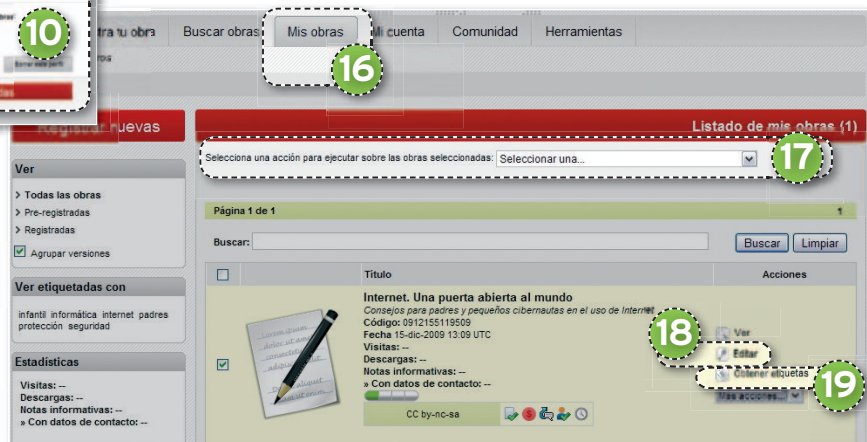 10
tra tu obra Buscar obras Mis obras Mi cuenta Comunidad Herramientas
16
Registrar nuevas
Listado de mis obras (1)
Selecciona una acción para ejecutar sobre las obras seleccionadas: Seleccionar una...
17
Ver
> Todas las obras
> Pre-registradas
> Registradas
Agrupar versiones
Página 1 de 1 1
Buscar: Buscar Limpiar
Título Acciones
Ver etiquetadas con
infantil informática internet padres
protección seguridad
Internet. Una puerta abierta al mundo
Consejos para padres y pequeños cibernautas en el uso de Internet
Código: 0912155119509
Fecha 15-dic-2009 13:09 UTC
Visitas: --
Descargas: --
Notas informativas: --
» Con datos de contacto: --
CC by-nc-sa
18
Ver
Editar
Obtener etiquetas
19
Más acciones...
Estadísticas
Visitas: --
Descargas: --
Notas informativas: --
» Con datos de contacto: --